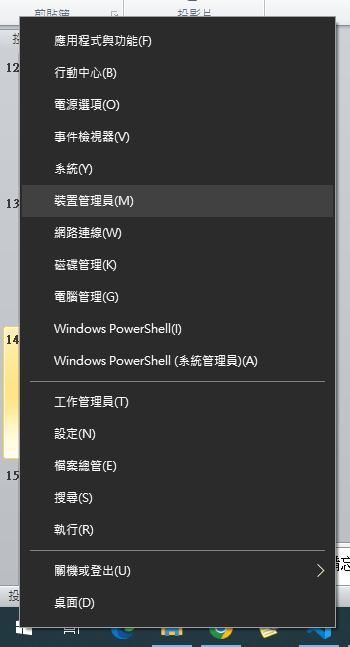 剪貼簿
投影片
應用程式與功能(F)
行動中心(B)
電源選項(O)
事件檢視器(V)
系統(Y)
裝置管理員(M)
網路連線(W)
磁碟管理(K)
電腦管理(G)
Windows PowerShell(I)
Windows PowerShell (系統管理員)(A)
工作管理員(T)
設定(N)
檔案總管(E)
搜尋(S)
執行(R)
關機或登出(U)
桌面(D)
12
13
14
15
投